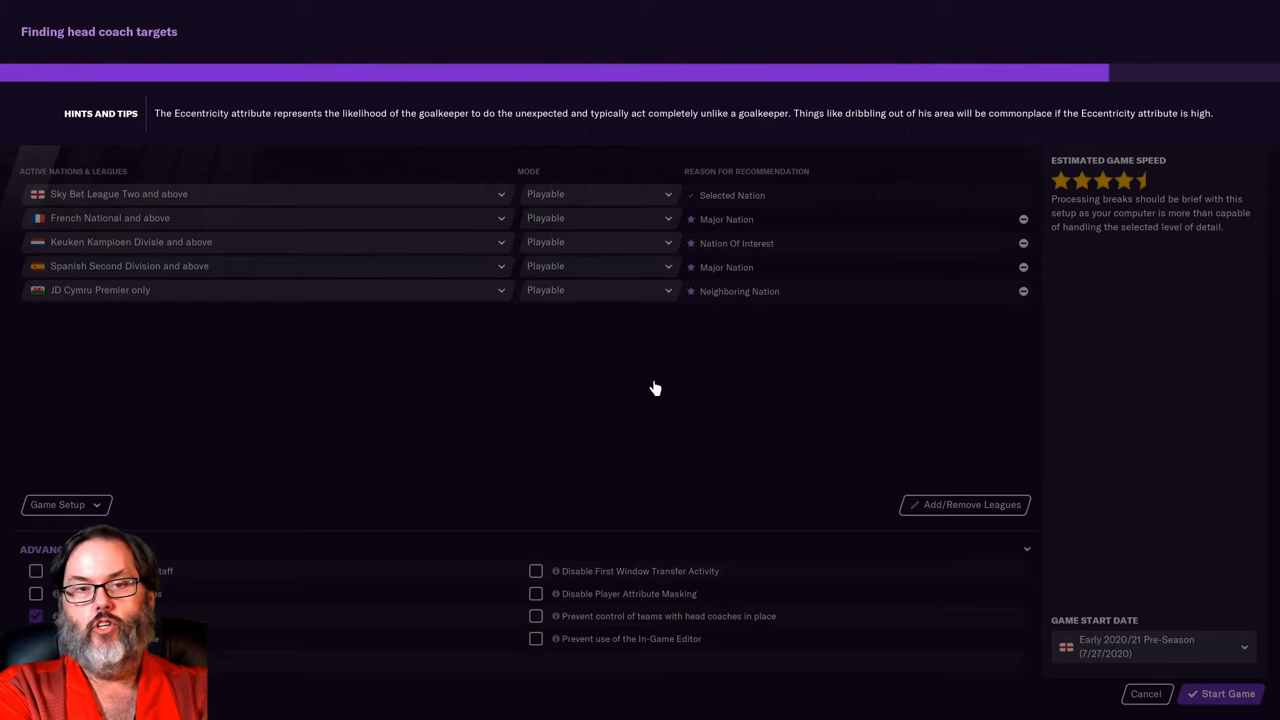 Finding head coach targets
HINTS AND TIPS
The Eccentricity attribute represents the likelihood of the goalkeeper to do the unexpected and typically act completely unlike a goalkeeper. Things like dribbling out of his area will be commonplace if the Eccentricity attribute is high.
ACTIVE NATIONS & LEAGUES MODE REASON FOR RECOMMENDATION
Sky Bet League Two and above Playable Selected Nation
French National and above Playable Major Nation
Keuken Kampioen Divisie and above Playable Nation Of Interest
Spanish Second Division and above Playable Major Nation
JD Cymru Premier only Playable Neighboring Nation
ESTIMATED GAME SPEED
Processing breaks should be brief with this
setup as your computer is more than capable
of handling the selected level of detail.
Game Setup
Add/Remove Leagues
Disable First Window Transfer Activity
Disable Player Attribute Masking
Prevent control of teams with head coaches in place
Prevent use of the In-Game Editor
GAME START DATE
Early 2020/21 Pre-Season
(7/27/2020)
Cancel
Start Game